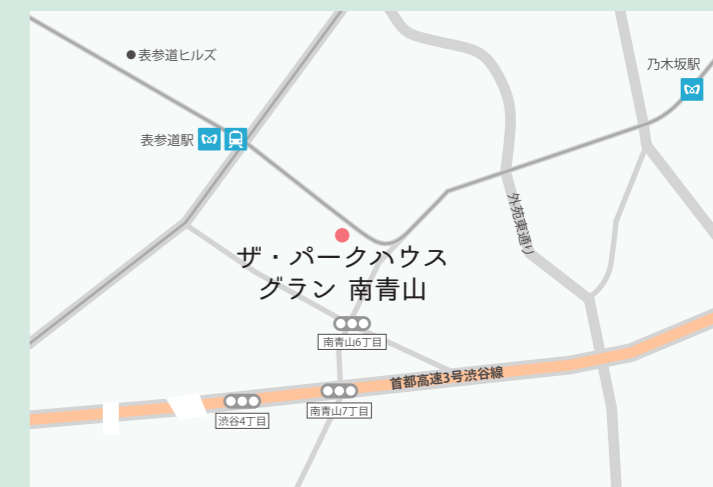 表参道ヒルズ
乃木坂駅
表参道駅
外苑東通り
ザ・パークハウス
グラン 南青山
南青山6丁目
首都高速3号渋谷線
南青山7丁目
渋谷4丁目